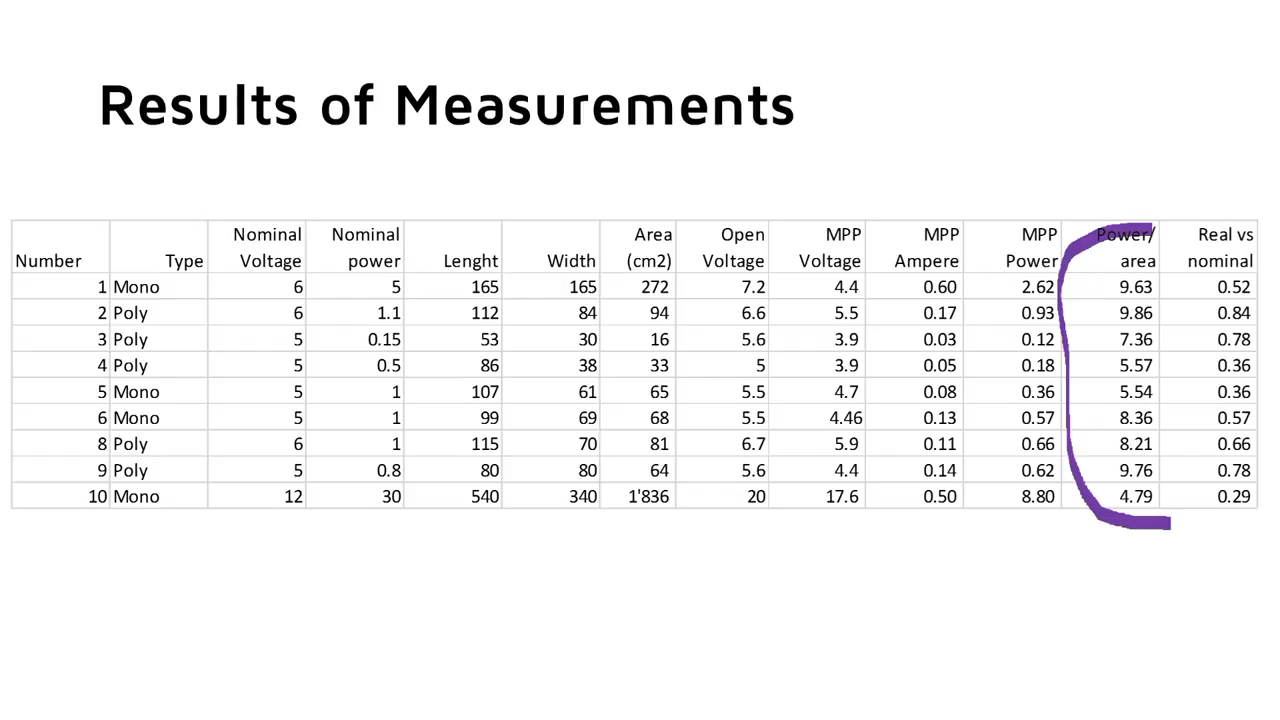 Results of Measurements
Number Type Nominal Voltage Nominal power Lenght Width Area (cm2) Open Voltage MPP Voltage MPP Ampere MPP Power Power/ area Real vs nominal
1 Mono 6 5 165 165 272 7.2 4.4 0.60 2.62 9.63 0.52
2 Poly 6 1.1 112 84 94 6.6 5.5 0.17 0.93 9.86 0.84
3 Poly 5 0.15 53 30 16 5.6 3.9 0.03 0.12 7.36 0.78
4 Poly 5 0.5 86 38 33 5 3.9 0.05 0.18 5.57 0.36
5 Mono 5 1 107 61 65 5.5 4.7 0.08 0.36 5.54 0.36
6 Mono 5 1 99 69 68 5.5 4.46 0.13 0.57 8.36 0.57
8 Poly 6 1 115 70 81 6.7 5.9 0.11 0.66 8.21 0.66
9 Poly 5 0.8 80 80 64 5.6 4.4 0.14 0.62 9.76 0.78
10 Mono 12 30 540 340 1'836 20 17.6 0.50 8.80 4.79 0.29